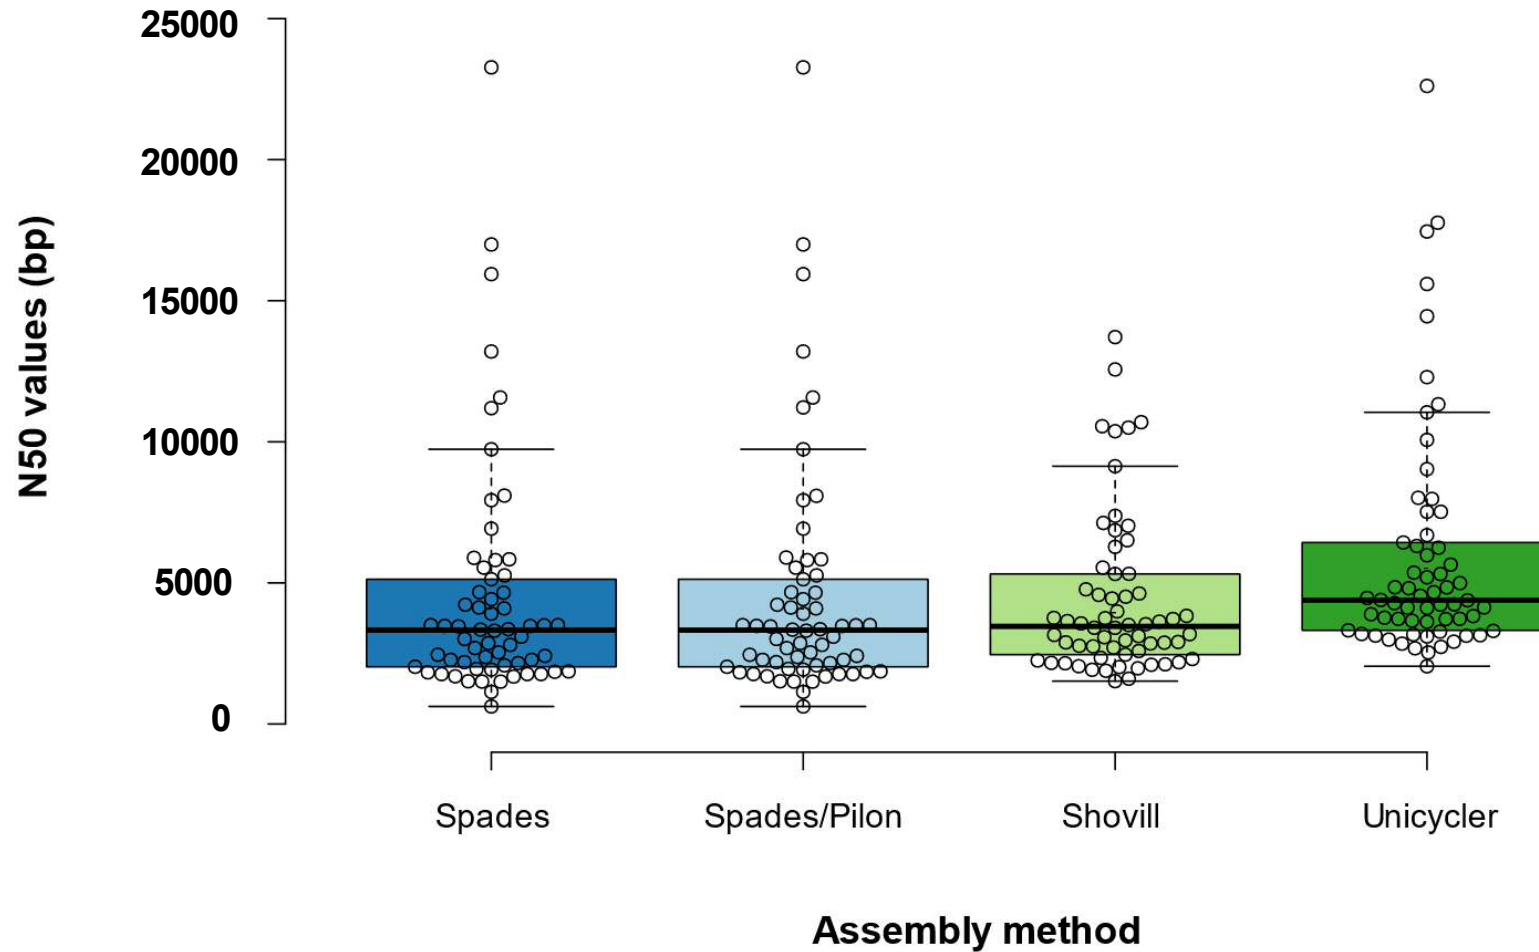 N50 values (bp)
25000
20000
15000
10000
5000
0
Spades
Spades/Pilon
Shovill
Unicycler
Assembly method